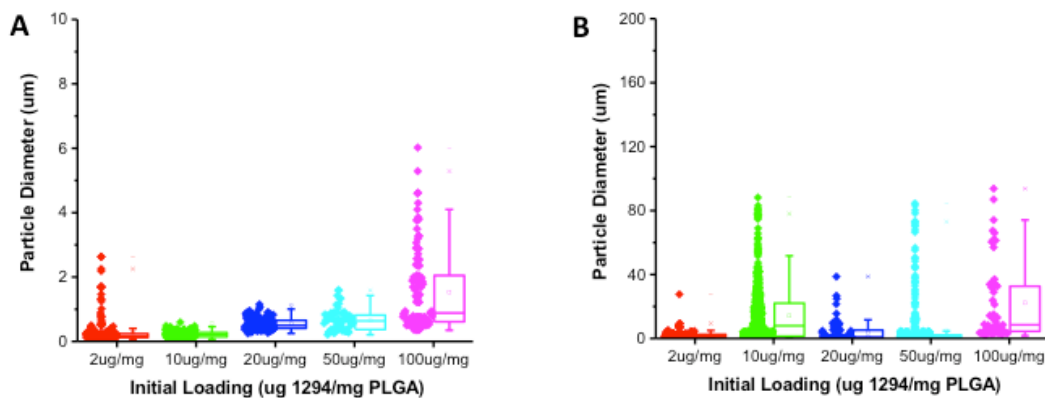 A
Particle Diameter (um)
10
8
6
4
2
0
2ug/mg 10ug/mg 20ug/mg 50ug/mg 100ug/mg
Initial Loading (ug 1294/mg PLGA)
B
Particle Diameter (um)
200
160
120
80
40
0
2ug/mg 10ug/mg 20ug/mg 50ug/mg 100ug/mg
Initial Loading (ug 1294/mg PLGA)